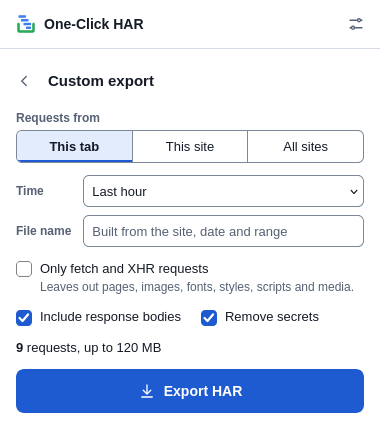 One-Click HAR
Custom export
Requests from
This tab
This site
All sites
Time
Last hour
File name
Built from the site, date and range
Only fetch and XHR requests
Leaves out pages, images, fonts, styles, scripts and media.
Include response bodies
Remove secrets
9 requests, up to 120 MB
Export HAR